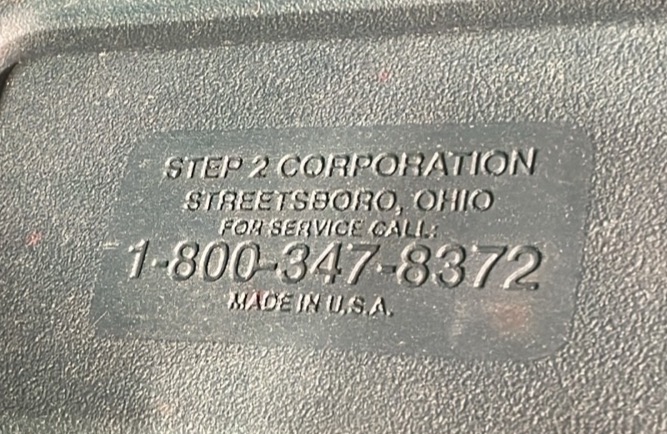 STEP 2 CORPORATION
STREETSBORO, OHIO
FOR SERVICE CALL:
1-800-347-8372
MADE IN U.S.A.